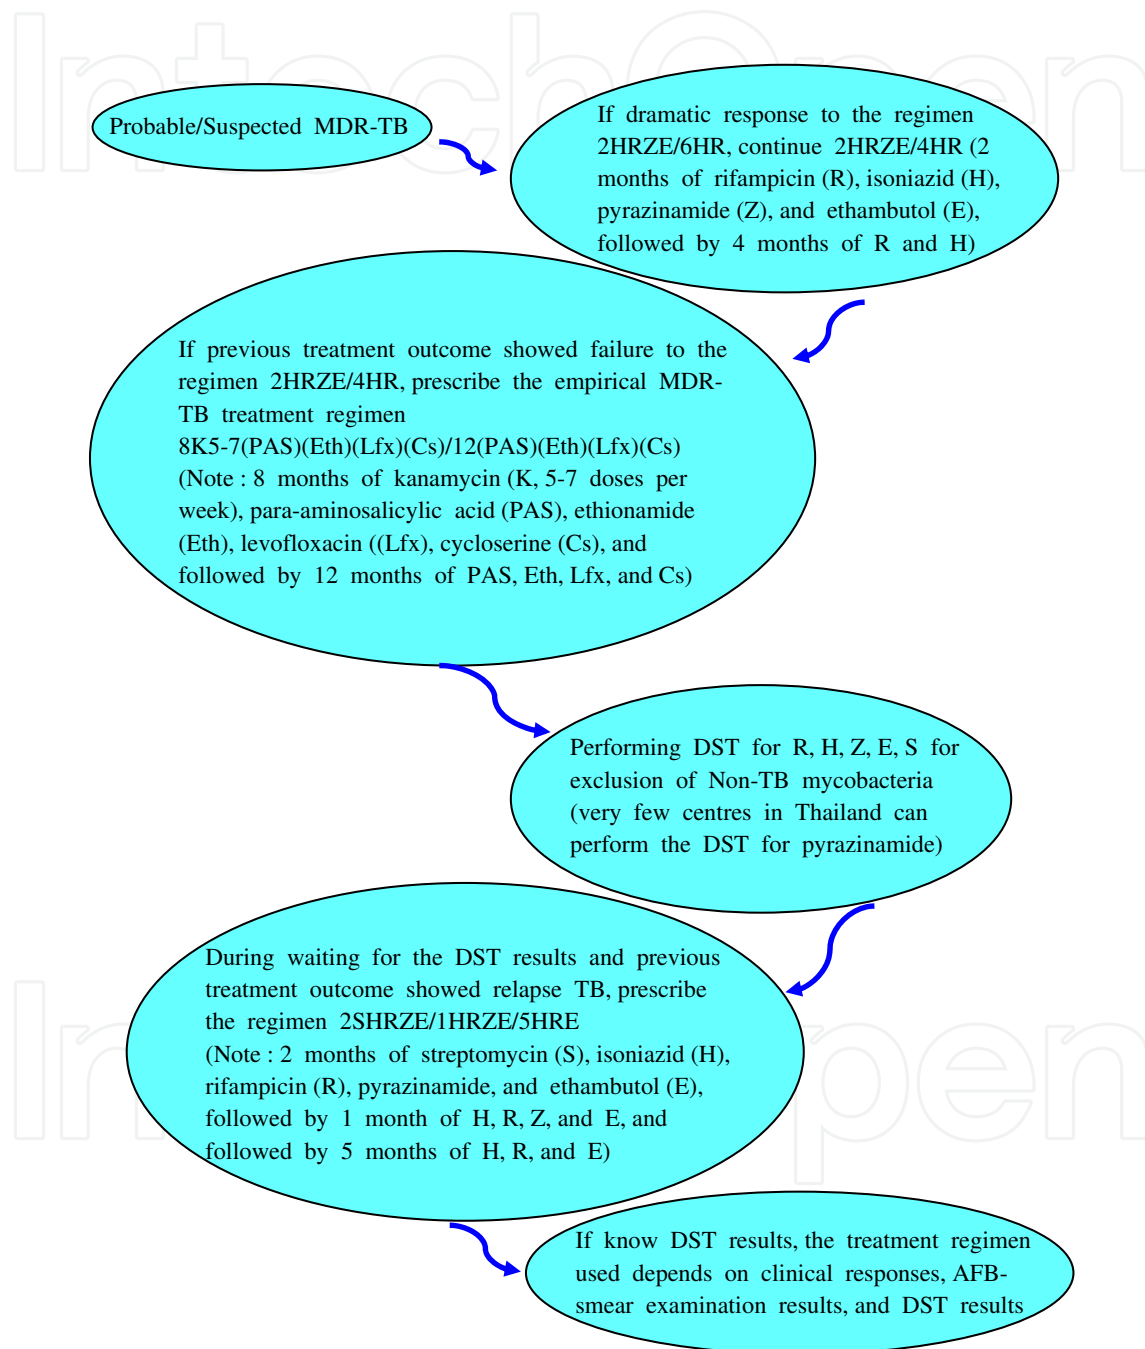 IntechOpen
Probable/Suspected MDR-TB
If dramatic response to the regimen
2HRZE/6HR, continue 2HRZE/4HR (2
months of rifampicin (R), isoniazid (H),
pyrazinamide (Z), and ethambutol (E),
followed by 4 months of R and H)
If previous treatment outcome showed failure to the
regimen 2HRZE/4HR, prescribe the empirical MDR-
TB treatment regimen
8K5-7(PAS)(Eth)(Lfx)(Cs)/12(PAS)(Eth)(Lfx)(Cs)
(Note : 8 months of kanamycin (K, 5-7 doses per
week), para-aminosalicylic acid (PAS), ethionamide
(Eth), levofloxacin ((Lfx), cycloserine (Cs), and
followed by 12 months of PAS, Eth, Lfx, and Cs)
Performing DST for R, H, Z, E, S for
exclusion of Non-TB mycobacteria
(very few centres in Thailand can
perform the DST for pyrazinamide)
During waiting for the DST results and previous
treatment outcome showed relapse TB, prescribe
the regimen 2SHRZE/1HRZE/5HRE
(Note : 2 months of streptomycin (S), isoniazid (H),
rifampicin (R), pyrazinamide, and ethambutol (E),
followed by 1 month of H, R, Z, and E, and
followed by 5 months of H, R, and E)
If know DST results, the treatment regimen
used depends on clinical responses, AFB-
smear examination results, and DST results